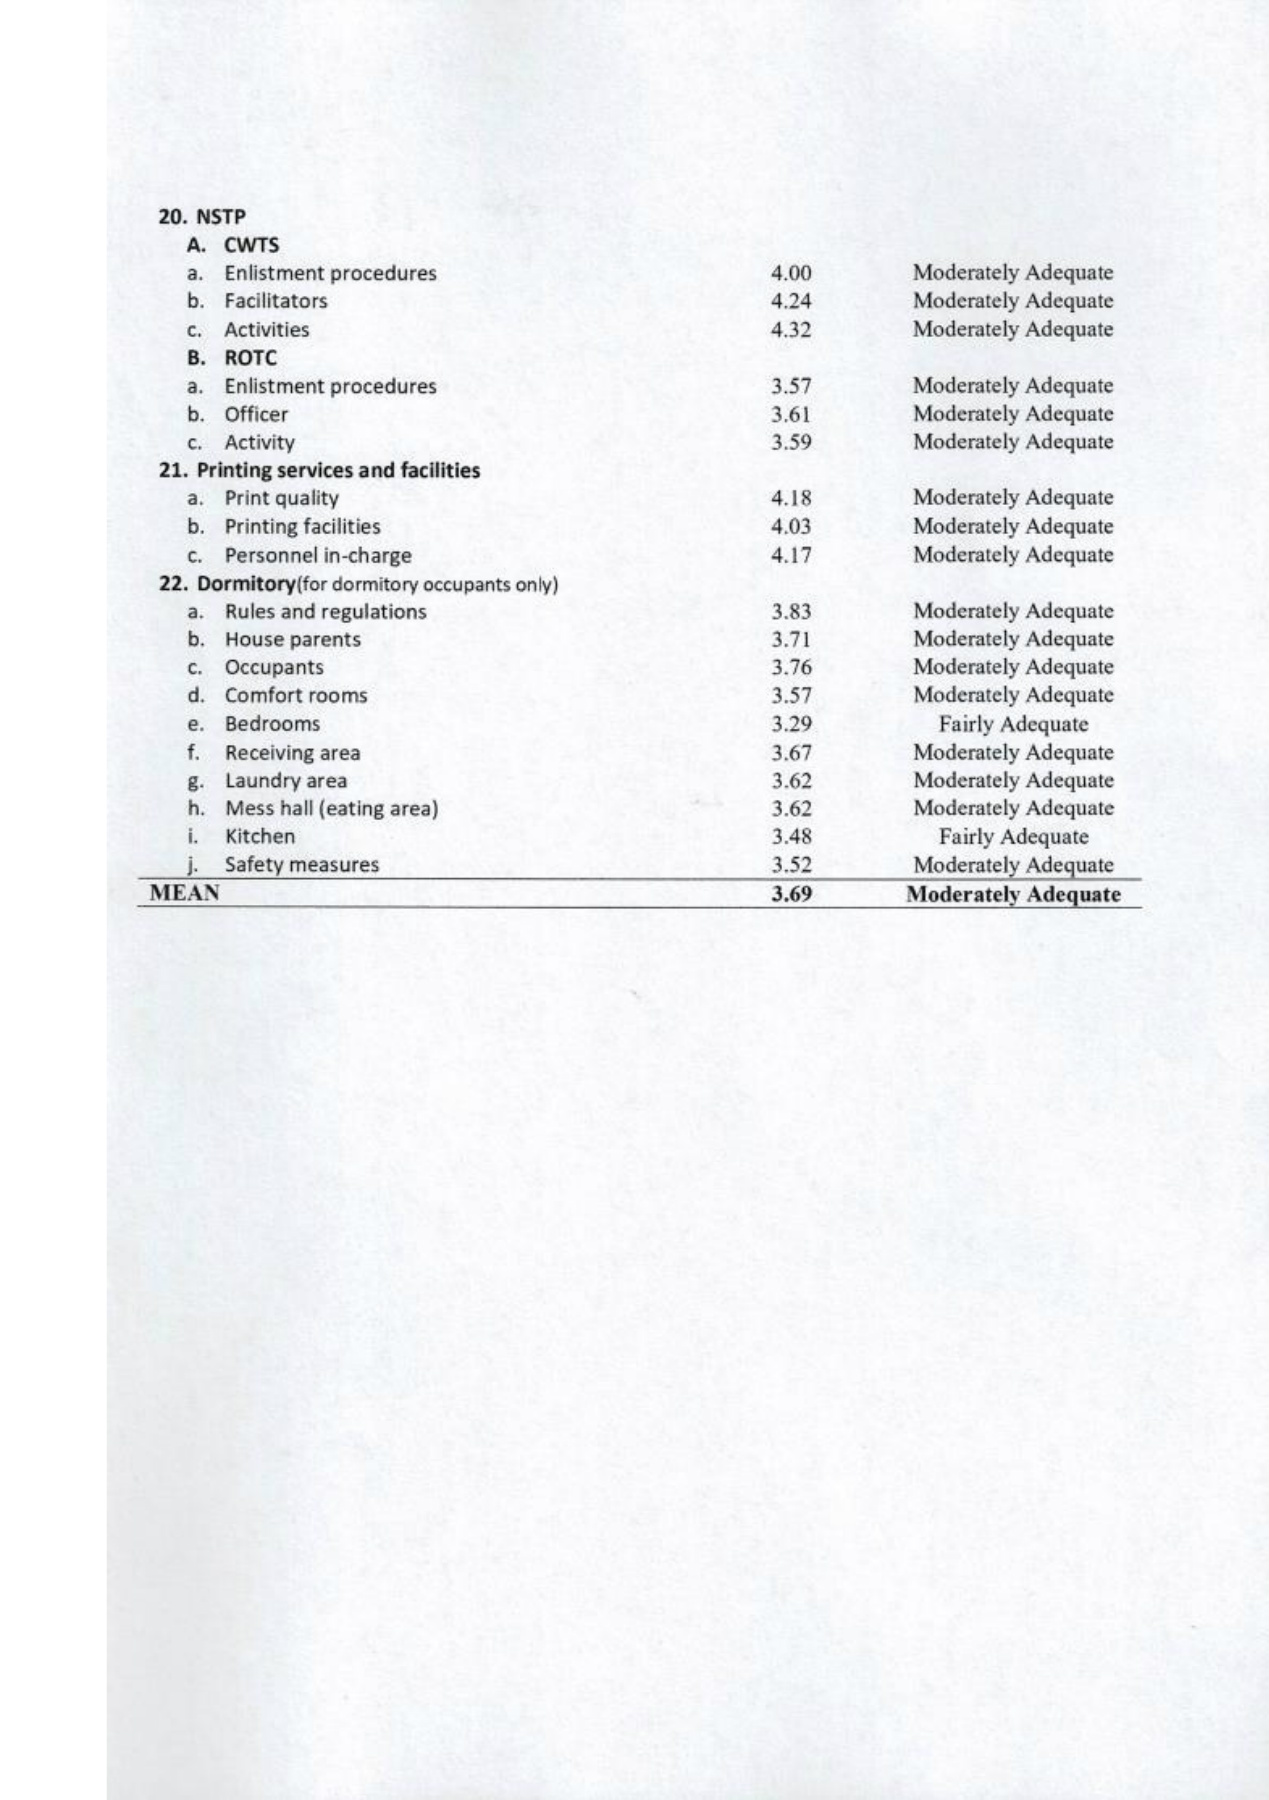 20. NSTP
A. CWTS
a. Enlistment procedures 4.00 Moderately Adequate
b. Facilitators 4.24 Moderately Adequate
c. Activities 4.32 Moderately Adequate
B. ROTC
a. Enlistment procedures 3.57 Moderately Adequate
b. Officer 3.61 Moderately Adequate
c. Activity 3.59 Moderately Adequate
21. Printing services and facilities
a. Print quality 4.18 Moderately Adequate
b. Printing facilities 4.03 Moderately Adequate
c. Personnel in-charge 4.17 Moderately Adequate
22. Dormitory(for dormitory occupants only)
a. Rules and regulations 3.83 Moderately Adequate
b. House parents 3.71 Moderately Adequate
c. Occupants 3.76 Moderately Adequate
d. Comfort rooms 3.57 Moderately Adequate
e. Bedrooms 3.29 Fairly Adequate
f. Receiving area 3.67 Moderately Adequate
g. Laundry area 3.62 Moderately Adequate
h. Mess hall (eating area) 3.62 Moderately Adequate
i. Kitchen 3.48 Fairly Adequate
j. Safety measures 3.52 Moderately Adequate
MEAN 3.69 Moderately Adequate